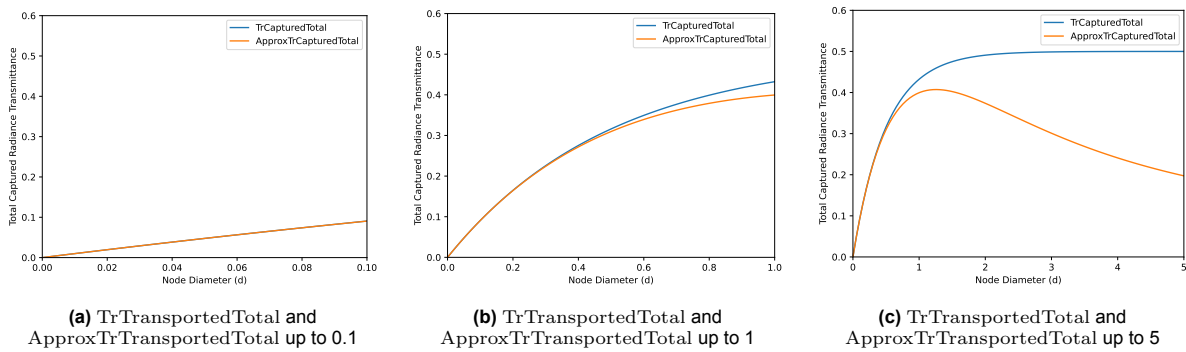 0.6
0.5
0.4
0.3
0.2
0.1
0.0
Total Captured Radiance Transmittance
TrCapturedTotal
ApproxTrCapturedTotal
0.00 0.02 0.04 0.06 0.08 0.10
Node Diameter (d)
(a) TrTransportedTotal and
ApproxTrTransportedTotal up to 0.1
0.6
0.5
0.4
0.3
0.2
0.1
0.0
Total Captured Radiance Transmittance
TrCapturedTotal
ApproxTrCapturedTotal
0.0 0.2 0.4 0.6 0.8 1.0
Node Diameter (d)
(b) TrTransportedTotal and
ApproxTrTransportedTotal up to 1
0.6
0.5
0.4
0.3
0.2
0.1
0.0
Total Captured Radiance Transmittance
TrCapturedTotal
ApproxTrCapturedTotal
0 1 2 3 4 5
Node Diameter (d)
(c) TrTransportedTotal and
ApproxTrTransportedTotal up to 5